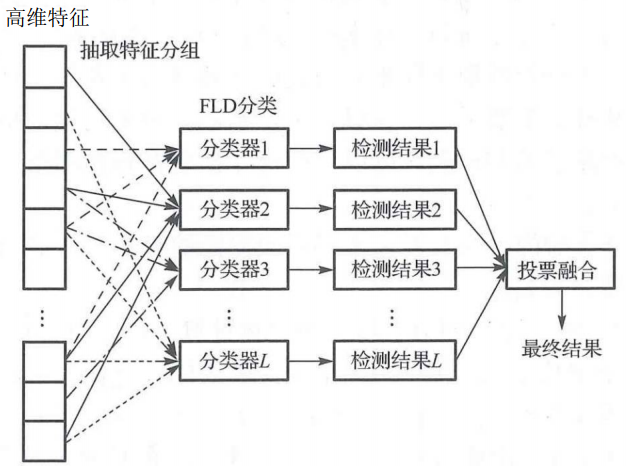 高维特征
抽取特征分组
FLD分类
分类器1
检测结果1
分类器2
检测结果2
分类器3
检测结果3
投票融合
⋮
⋮
⋮
最终结果
分类器L
检测结果L